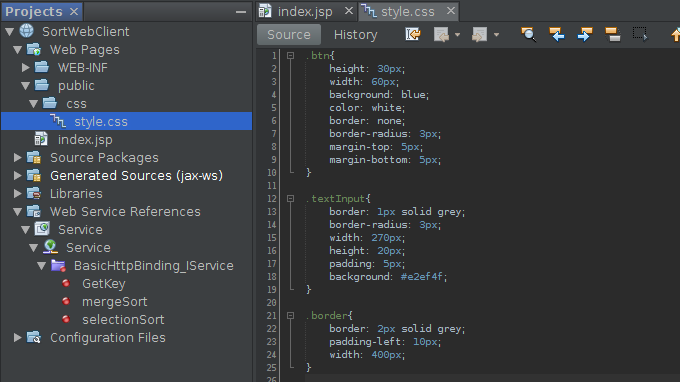 Projects
SortWebClient
Web Pages
WEB-INF
public
css
style.css
index.jsp
Source Packages
Generated Sources (jax-ws)
Libraries
Web Service References
Service
Service
BasicHttpBinding_IService
GetKey
mergeSort
selectionSort
Configuration Files
index.jsp
style.css
Source
History
1 .btn{
2 height: 30px;
3 width: 60px;
4 background: blue;
5 color: white;
6 border: none;
7 border-radius: 3px;
8 margin-top: 5px;
9 margin-bottom: 5px;
10 }
11
12 .textInput{
13 border: 1px solid grey;
14 border-radius: 3px;
15 width: 270px;
16 height: 20px;
17 padding: 5px;
18 background: #e2ef4f;
19 }
20
21 .border{
22 border: 2px solid grey;
23 padding-left: 10px;
24 width: 400px;
25 }
26